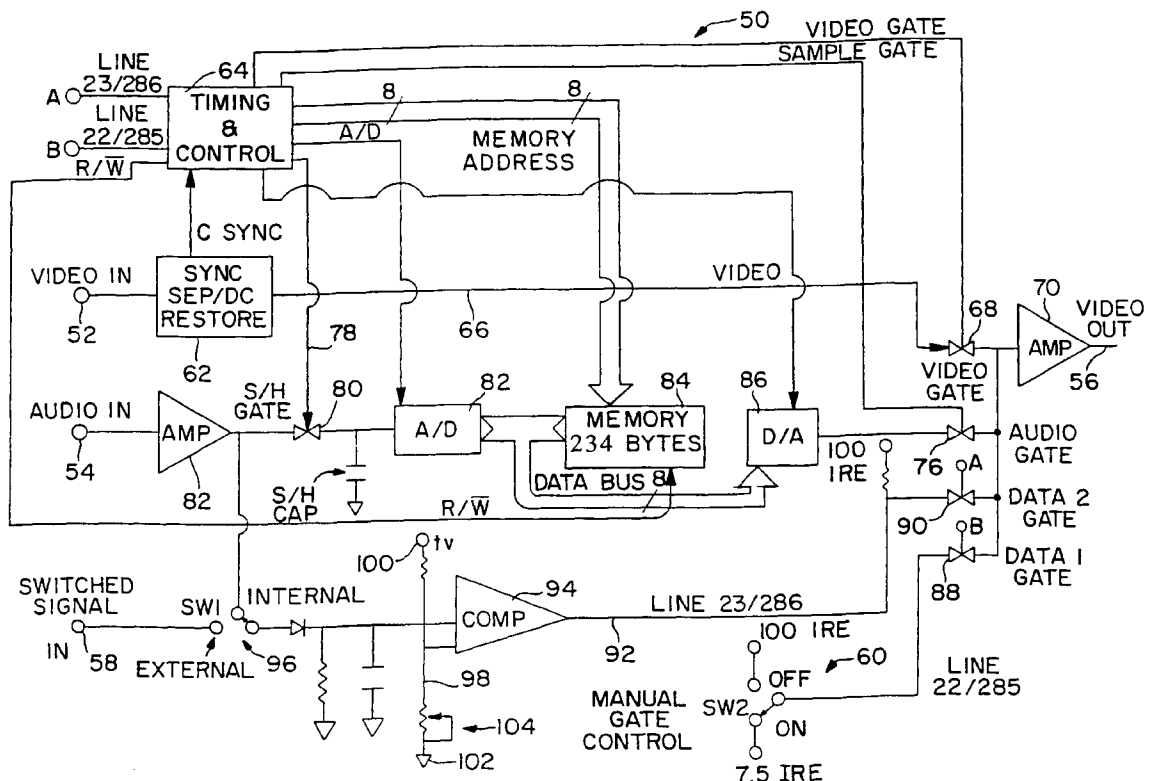 50
VIDEO GATE
SAMPLE GATE
LINE
23/286
A
64
TIMING
&
CONTROL
8
8
LINE
22/285
B
R/W̅
A/D
MEMORY
ADDRESS
C SYNC
VIDEO IN
52
SYNC
SEP/DC
RESTORE
62
78
66
VIDEO
68
VIDEO
GATE
70
AMP
VIDEO
OUT
56
AUDIO IN
54
AMP
82
S/H
GATE
80
S/H
CAP
82
A/D
84
MEMORY
234 BYTES
DATA BUS
8
86
D/A
100
IRE
76
AUDIO
GATE
A
90
DATA 2
GATE
B
88
DATA 1
GATE
R/W̅
tv
100
94
COMP
SWITCHED
SIGNAL
IN
58
SW1
INTERNAL
EXTERNAL
96
98
104
102
LINE 23/286
92
100 IRE
60
OFF
SW2
ON
7.5 IRE
MANUAL
GATE
CONTROL
LINE
22/285